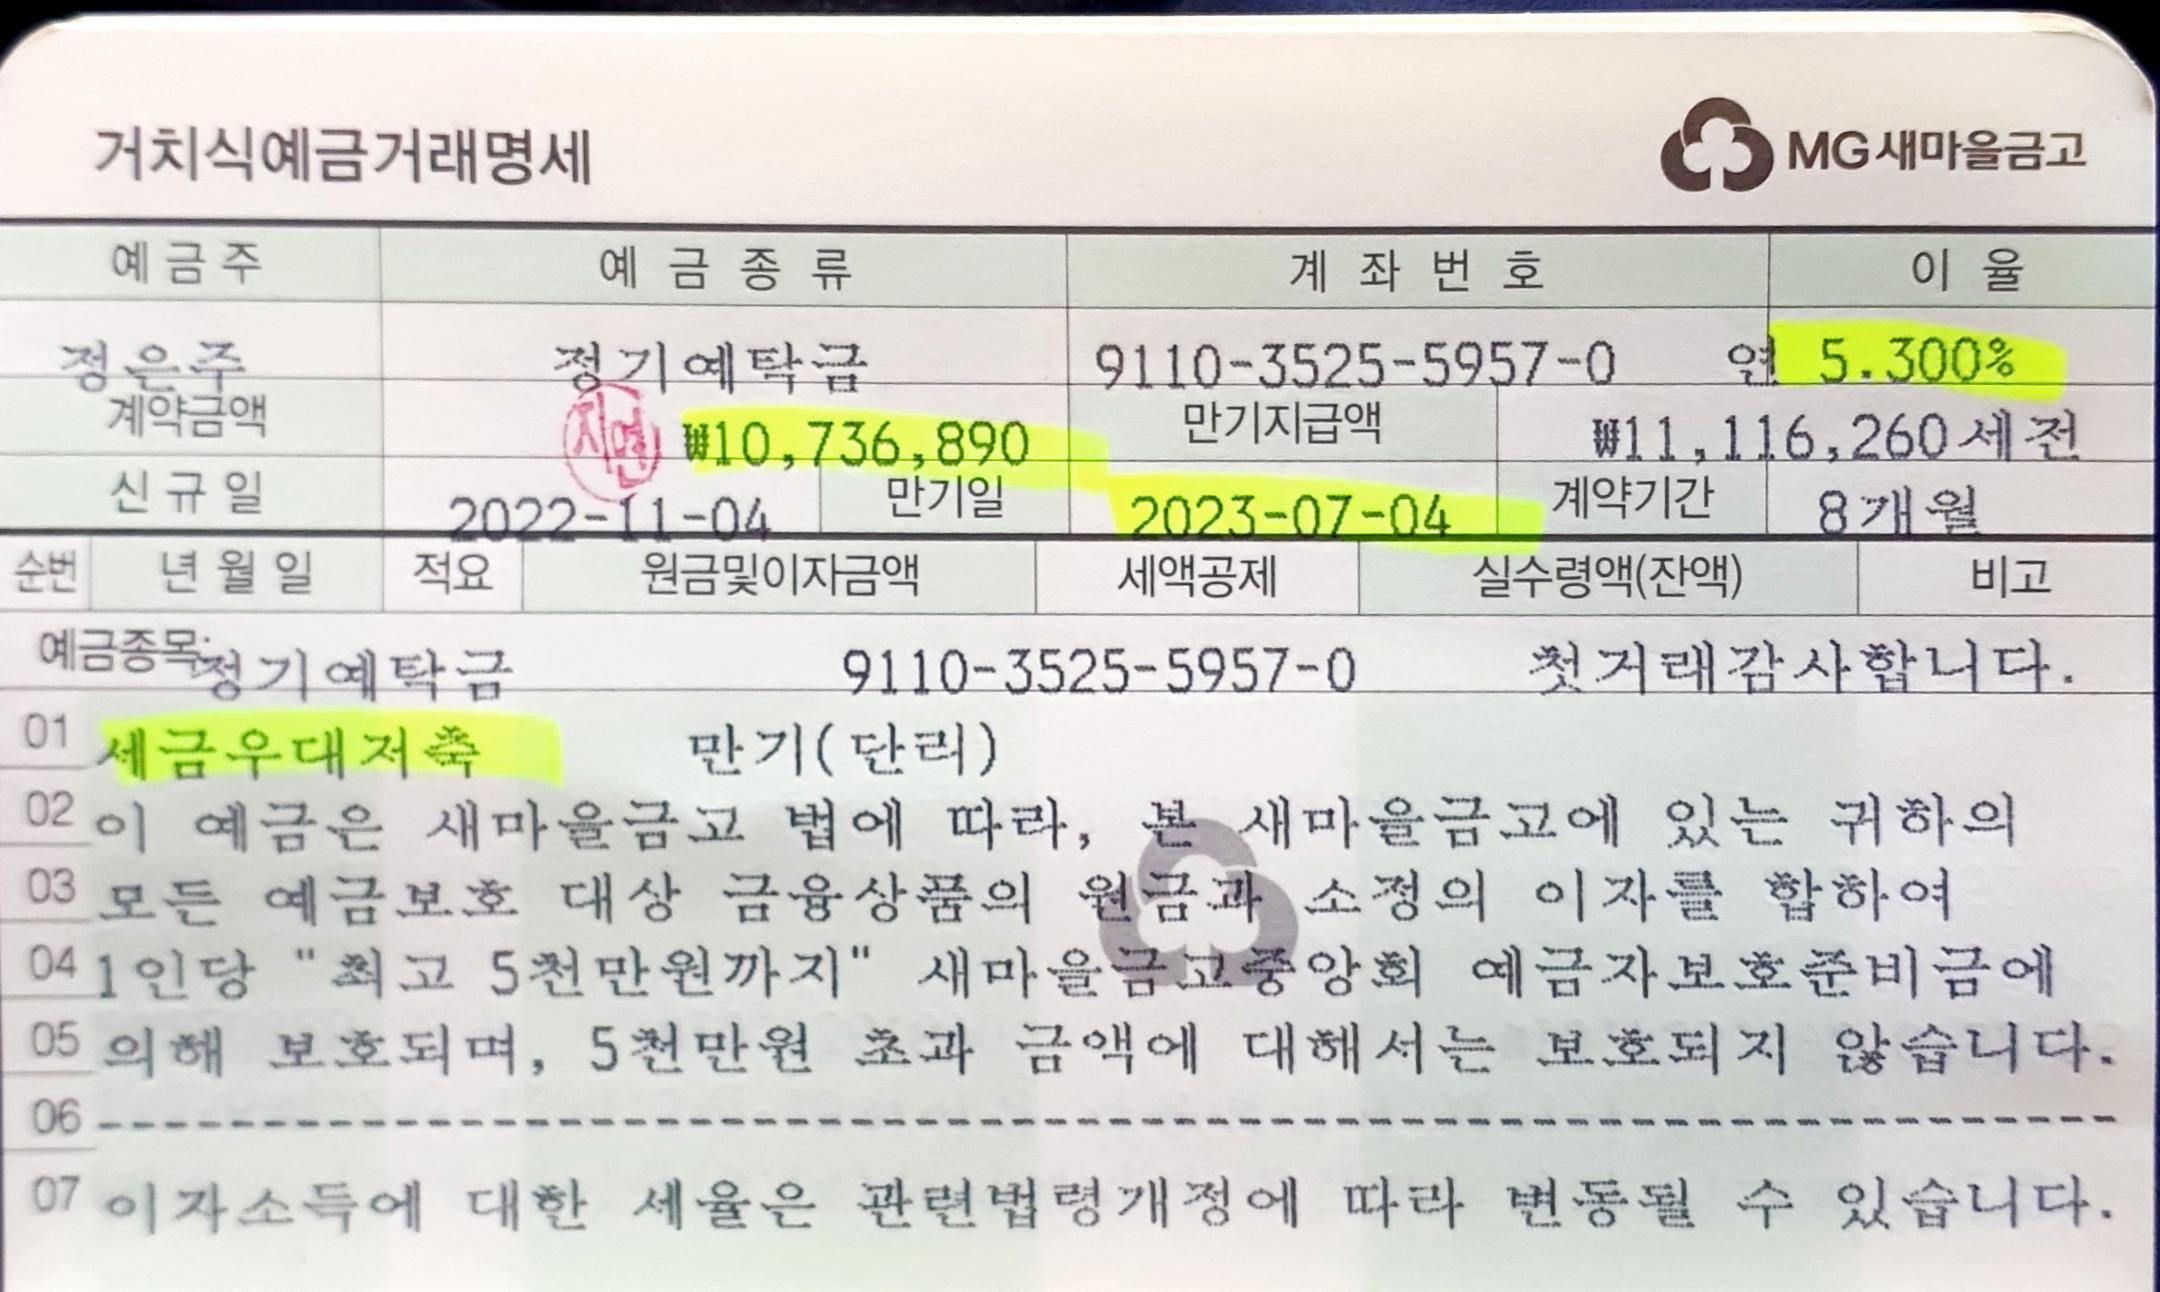 거치식예금거래명세 MG새마을금고
예금주 예금종류 계좌번호 이율
정은주 정기예탁금 9110-3525-5957-0 연 5.300%
계약금액 지연 ₩10,736,890 만기지급액 ₩11,116,260세전
신규일 2022-11-04 만기일 2023-07-04 계약기간 8개월
순번 년월일 적요 원금및이자금액 세액공제 실수령액(잔액) 비고
예금종목: 정기예탁금 9110-3525-5957-0 첫거래감사합니다.
01 세금우대저축 만기(단리)
02 이 예금은 새마을금고 법에 따라, 본 새마을금고에 있는 귀하의
03 모든 예금보호 대상 금융상품의 원금과 소정의 이자를 합하여
04 1인당 "최고 5천만원까지" 새마을금고중앙회 예금자보호준비금에
05 의해 보호되며, 5천만원 초과 금액에 대해서는 보호되지 않습니다.
06 --------------------------------------------------
07 이자소득에 대한 세율은 관련법령개정에 따라 변동될 수 있습니다.